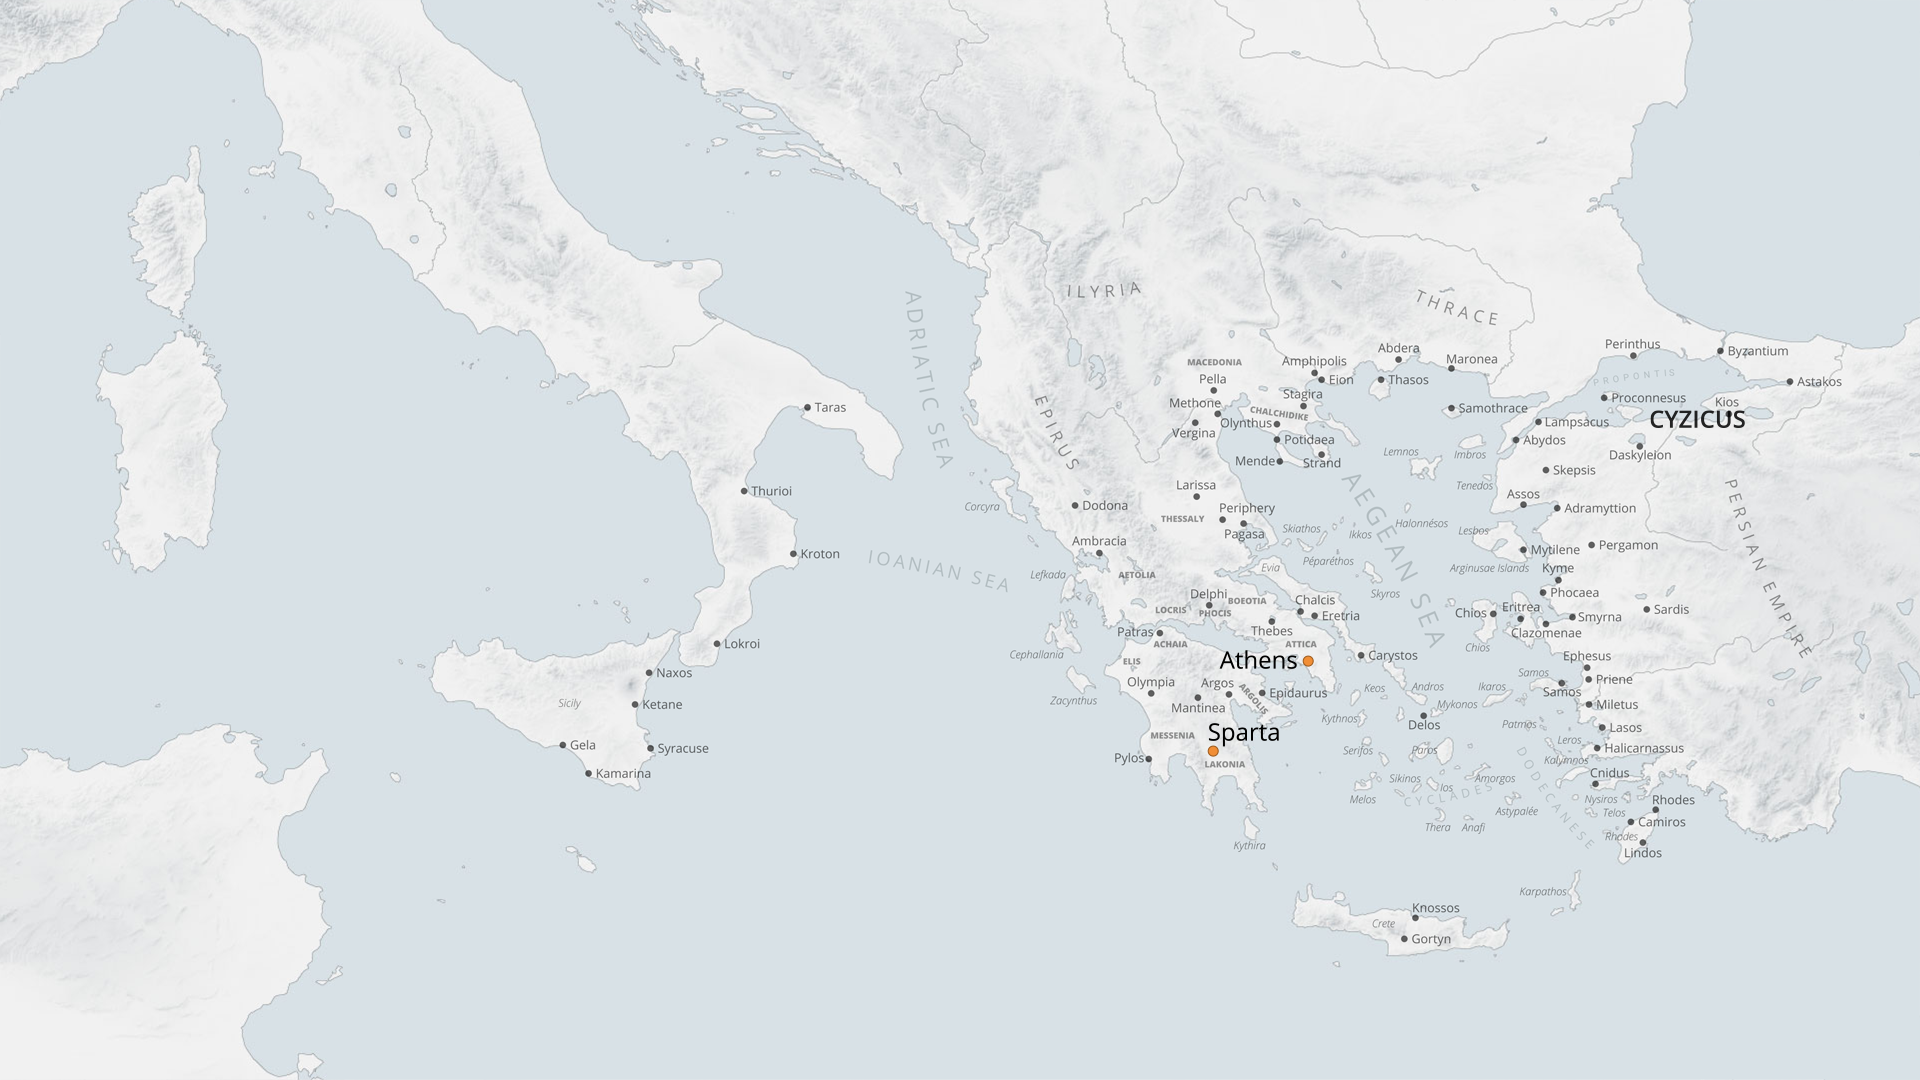 ADRIATIC SEA
ILYRIA
THRACE
EPIRUS
IOANIAN SEA
AEGEAN SEA
PERSIAN EMPIRE
PROPONTIS
Perinthus
Byzantium
Astakos
Proconnesus
Kios
CYZICUS
Abdera
Maronea
Amphipolis
Eion
Thasos
MACEDONIA
Pella
Stagira
Samothrace
Methone
CHALCHIDIKE
Olynthus
Vergina
Potidaea
Mende
Strand
Lampsacus
Abydos
Imbros
Lemnos
Daskyleion
Skepsis
Tenedos
Assos
Adramyttion
Taras
Thurioi
Kroton
Lokroi
Naxos
Ketane
Sicily
Gela
Syracuse
Kamarina
Corcyra
Dodona
Larissa
THESSALY
Periphery
Pagasa
Ambracia
Skiathos
Ikkos
Halonnésos
Péparéthos
Skyros
Lesbos
Mytilene
Pergamon
Arginusae Islands
Kyme
Phocaea
Lefkada
AETOLIA
Evia
Delphi
BOEOTIA
LOCRIS
PHOCIS
Chalcis
Eretria
Thebes
Chios
Eritrea
Smyrna
Sardis
Clazomenae
Chios
Patras
ACHAIA
ATTICA
Athens
Carystos
Cephallania
ELIS
Olympia
Argos
ARGOLIS
Epidaurus
Mantinea
Zacynthus
Ephesus
Priene
Samos
Samos
Ikaros
Andros
Keos
Mykonos
Miletus
Kythnos
Delos
Patmos
Lasos
MESSENIA
Sparta
LAKONIA
Pylos
Serifos
Paros
Leros
Halicarnassus
Kalymnos
Cnidus
Sikinos
Ios
Amorgos
Melos
CYCLADES
DODECANESE
Nysiros
Rhodes
Telos
Astypalée
Camiros
Thera
Anafi
Rhodes
Lindos
Kythira
Karpathos
Knossos
Crete
Gortyn